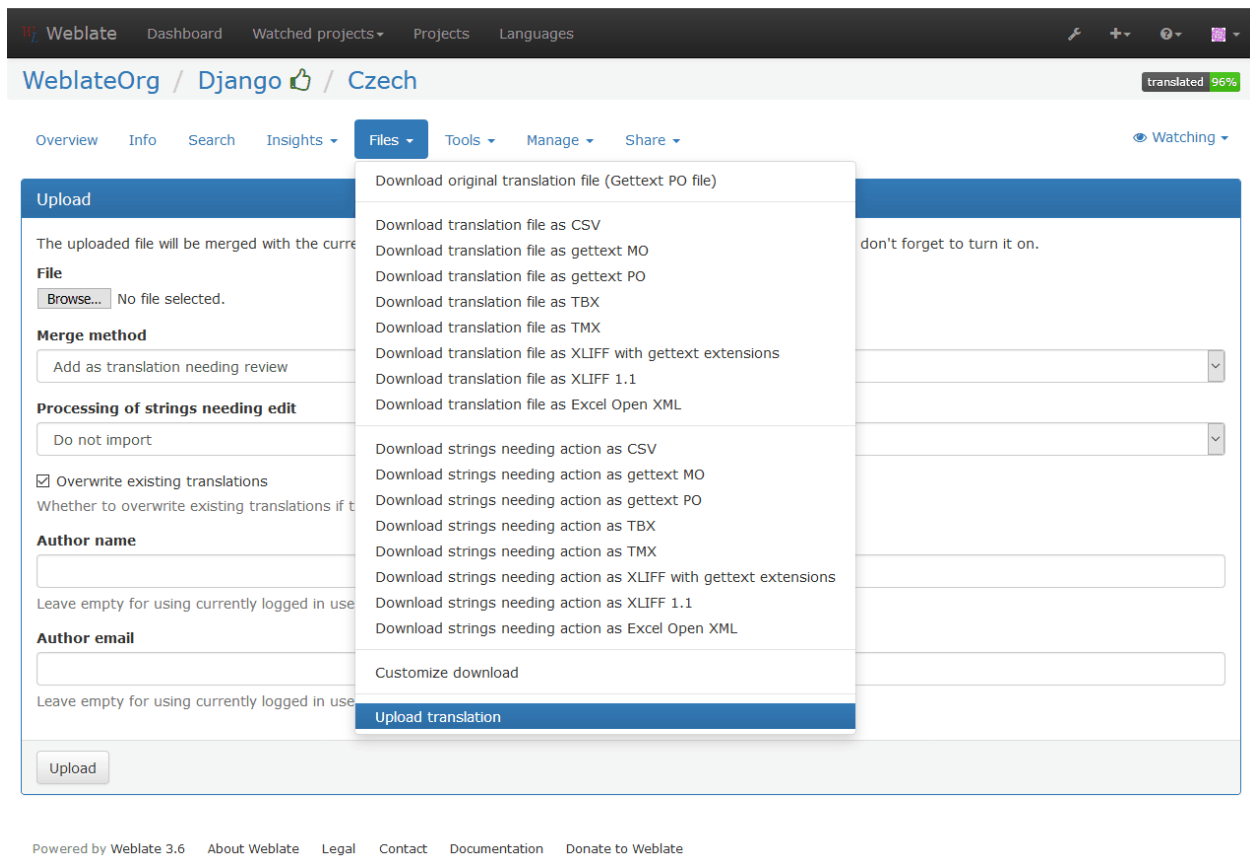 Weblate Dashboard Watched projects Projects Languages
WeblateOrg / Django / Czech translated 96%
Overview Info Search Insights Files Tools Manage Share Watching
Download original translation file (Gettext PO file)
Download translation file as CSV
Download translation file as gettext MO
Download translation file as gettext PO
Download translation file as TBX
Download translation file as TMX
Download translation file as XLIFF with gettext extensions
Download translation file as XLIFF 1.1
Download translation file as Excel Open XML
Download strings needing action as CSV
Download strings needing action as gettext MO
Download strings needing action as gettext PO
Download strings needing action as TBX
Download strings needing action as TMX
Download strings needing action as XLIFF with gettext extensions
Download strings needing action as XLIFF 1.1
Download strings needing action as Excel Open XML
Customize download
Upload translation
Upload
The uploaded file will be merged with the curre don't forget to turn it on.
File
Browse... No file selected.
Merge method
Add as translation needing review
Processing of strings needing edit
Do not import
Overwrite existing translations
Whether to overwrite existing translations if t
Author name
Leave empty for using currently logged in use
Author email
Leave empty for using currently logged in use
Upload
Powered by Weblate 3.6 About Weblate Legal Contact Documentation Donate to Weblate